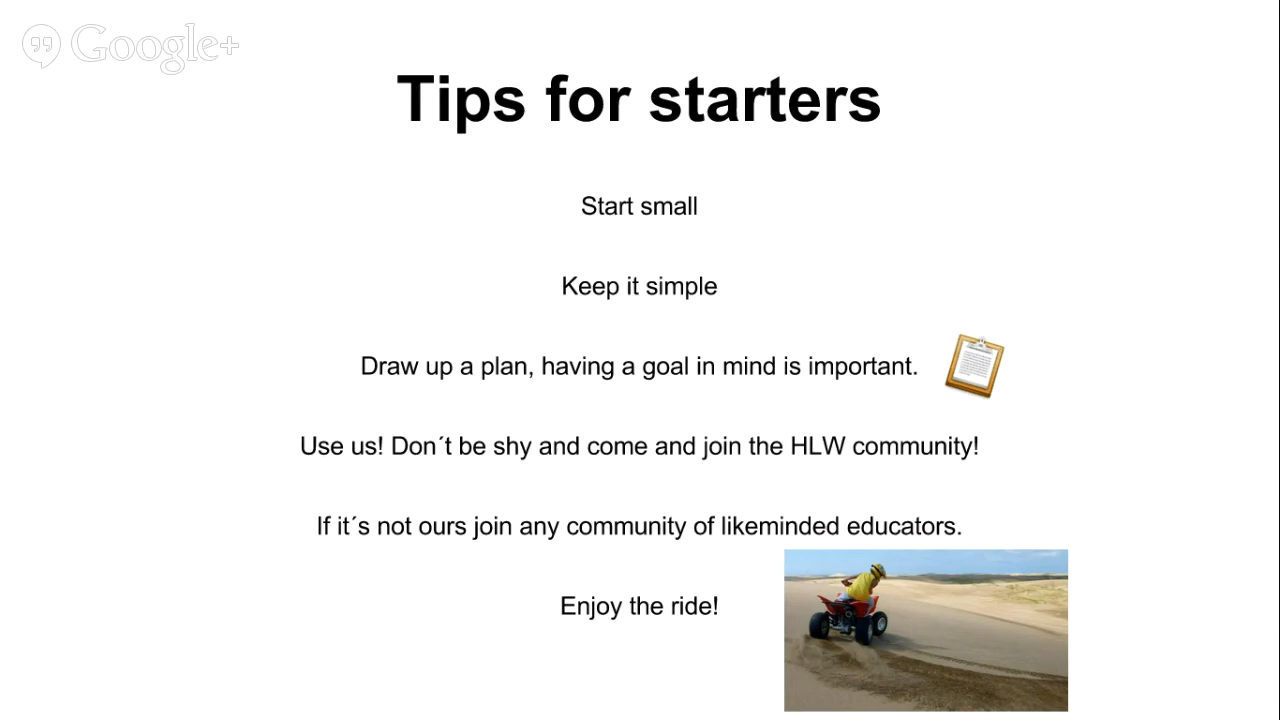 Google+
Tips for starters
Start small
Keep it simple
Draw up a plan, having a goal in mind is important.
Use us! Don´t be shy and come and join the HLW community!
If it´s not ours join any community of likeminded educators.
Enjoy the ride!